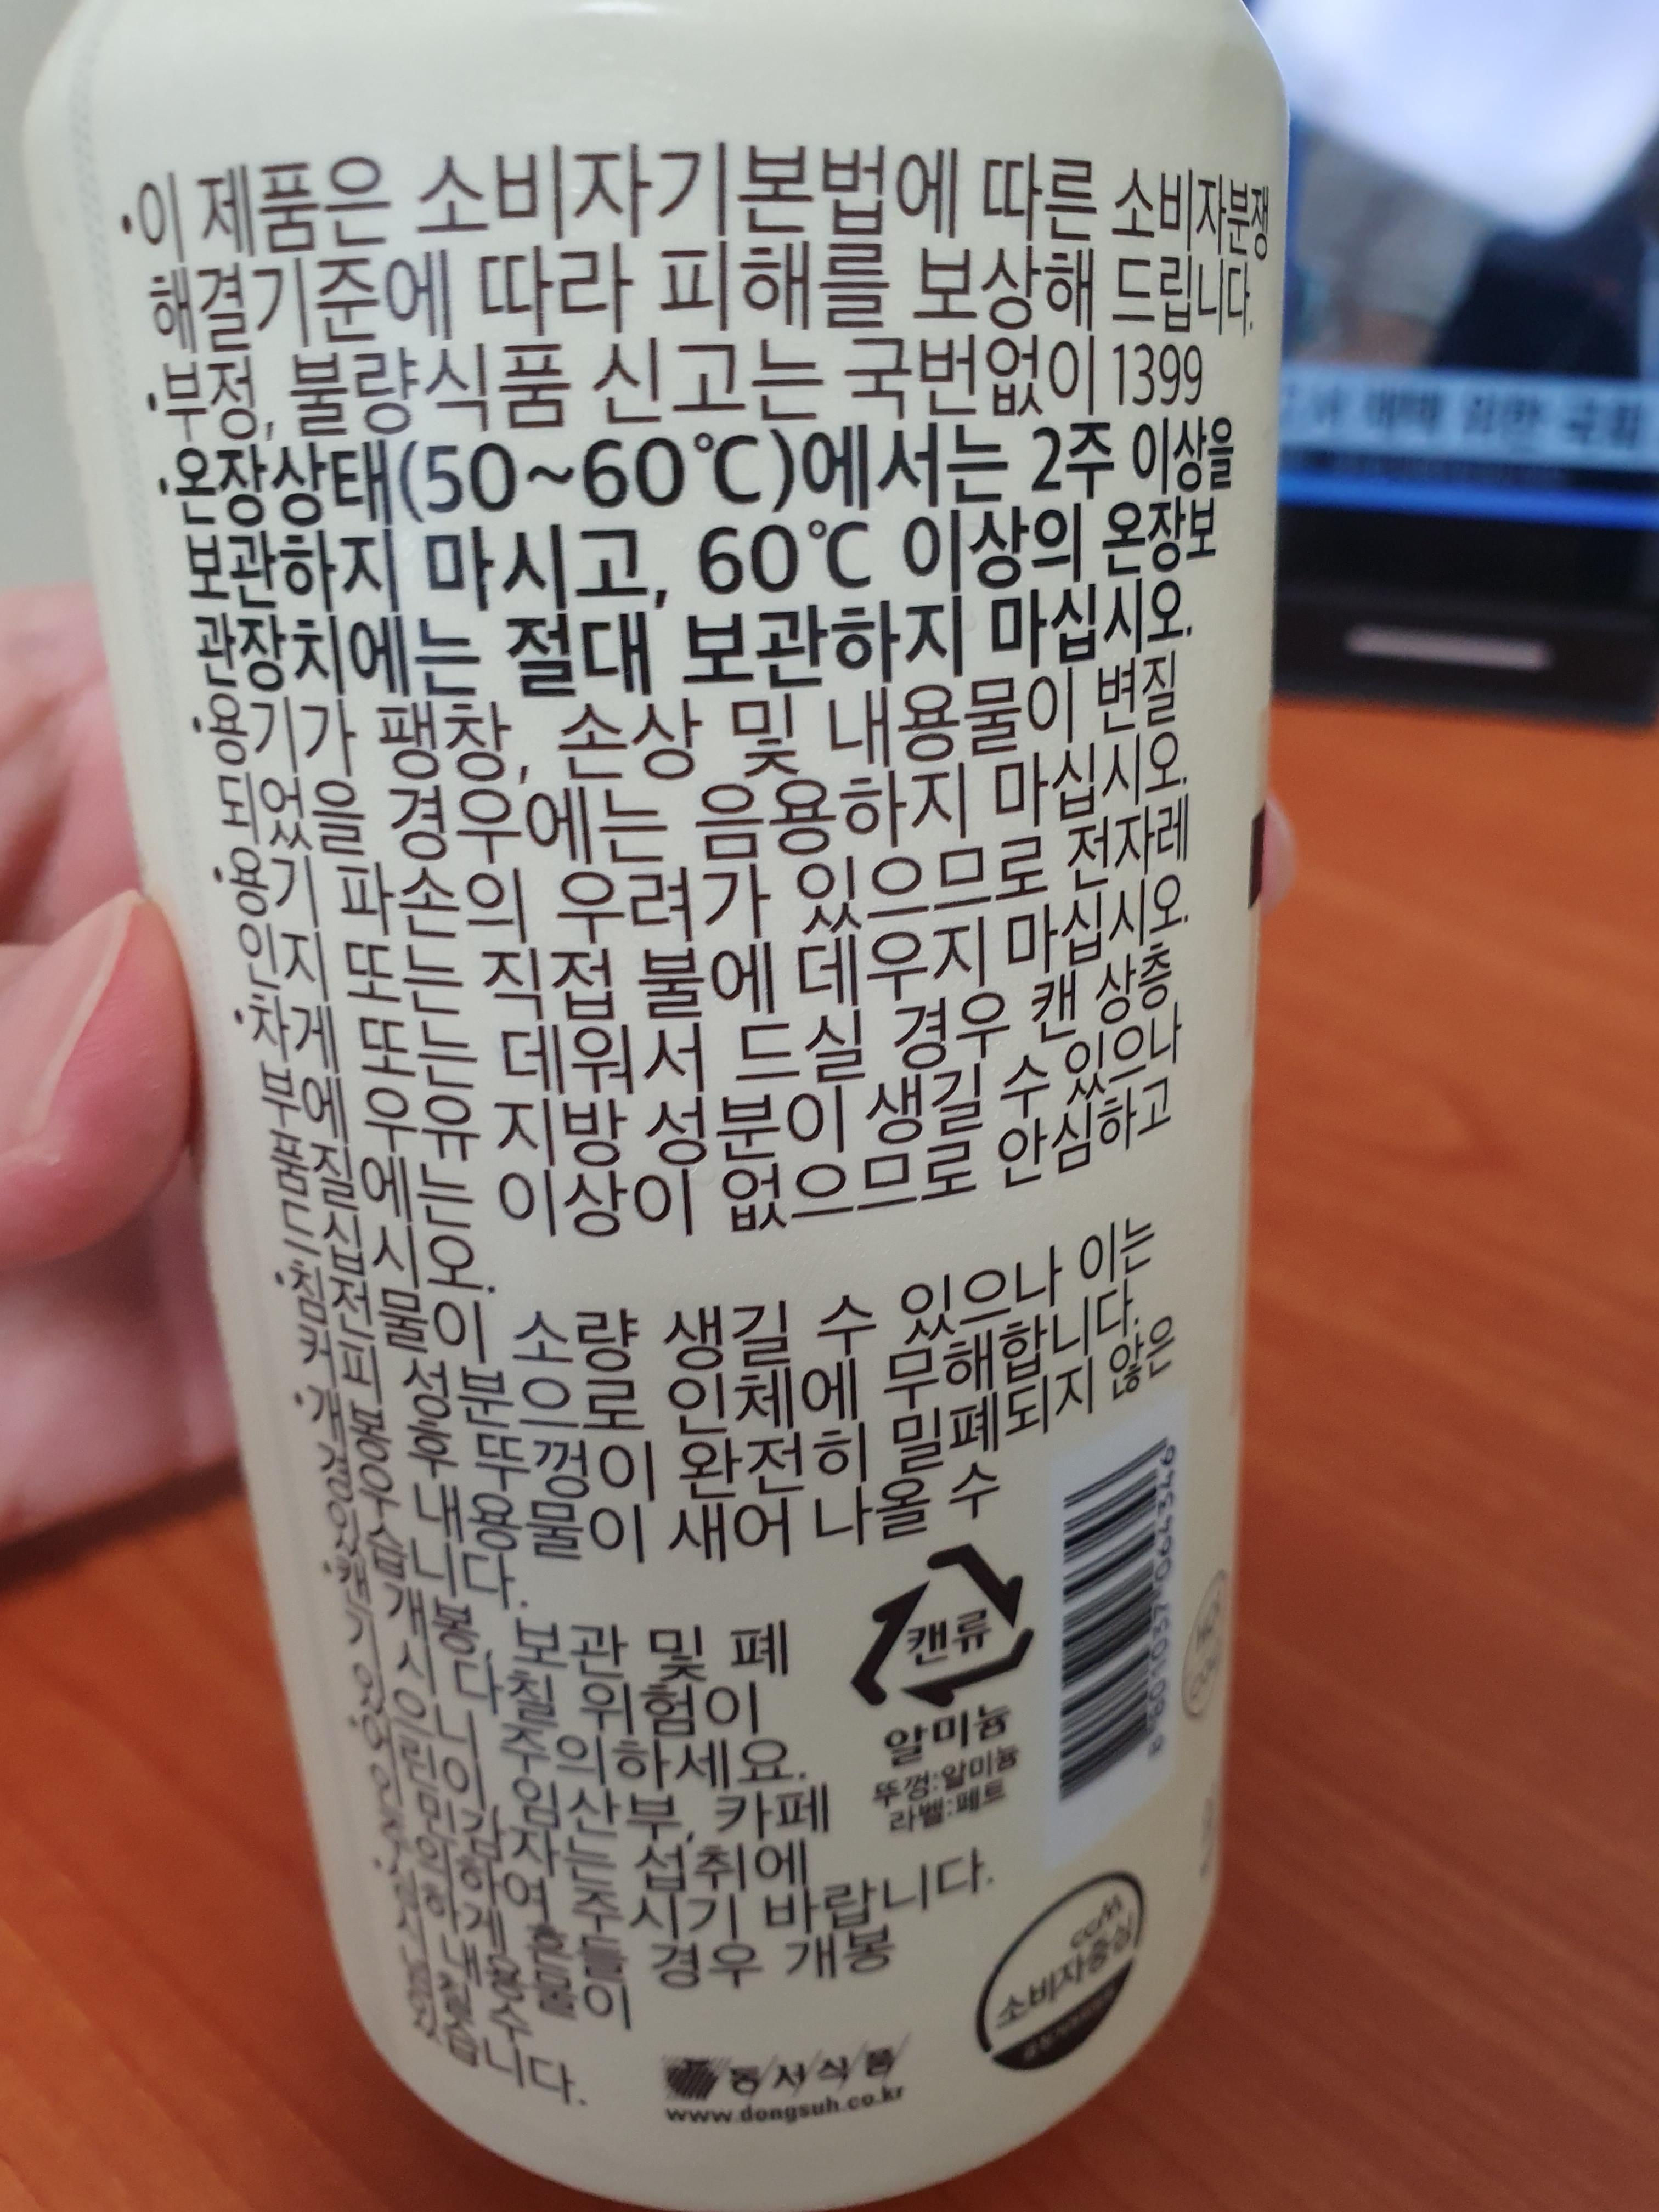 ·이 제품은 소비자기본법에 따른 소비자분쟁
해결기준에 따라 피해를 보상해 드립니다.
·부정, 불량식품 신고는 국번없이 1399
·온장상태(50~60℃)에서는 2주 이상을
보관하지 마시고, 60℃ 이상의 온장보
관장치에는 절대 보관하지 마십시오.
·용기가 팽창, 손상 및 내용물이 변질
되었을 경우에는 음용하지 마십시오.
·용기 파손의 우려가 있으므로 전자레
인지 또는 직접 불에 데우지 마십시오.
·차게 또는 데워서 드실 경우 캔 상층
부에 우유 지방 성분이 생길 수 있으나
품질에는 이상이 없으므로 안심하고
드십시오.
·침전물이 소량 생길 수 있으나 이는
커피 성분으로 인체에 무해합니다.
·개봉 후 뚜껑이 완전히 밀폐되지 않은
경우 내용물이 새어 나올 수
있습니다.
·캔 개봉, 보관 및 폐
기 시 다칠 위험이
있으니 주의하세요.
·어린이, 임산부, 카페
인 민감자는 섭취에
주의하여 주시기 바랍니다.
·심하게 흔들 경우 개봉
시 내용물이
넘칠 수
있습니다.
캔류
알미늄
뚜껑:알미늄
라벨:페트
CCM
소비자중심
동서식품
www.dongsuh.co.kr